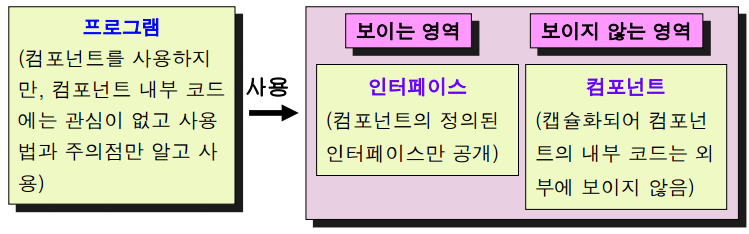 프로그램
(컴포넌트를 사용하지
만, 컴포넌트 내부 코드
에는 관심이 없고 사용
법과 주의점만 알고 사
용)
사용
보이는 영역
인터페이스
(컴포넌트의 정의된
인터페이스만 공개)
보이지 않는 영역
컴포넌트
(캡슐화되어 컴포넌
트의 내부 코드는 외
부에 보이지 않음)